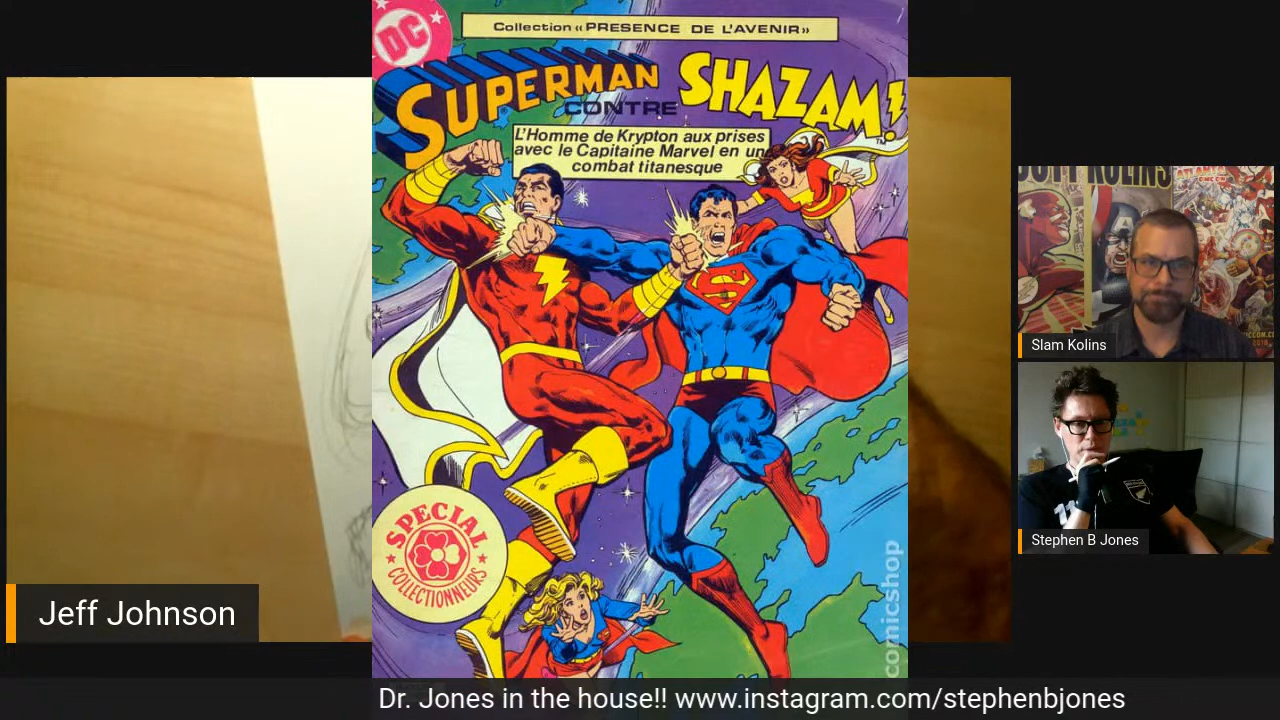 DC
Collection «PRESENCE DE L'AVENIR»
SUPERMAN
CONTRE
SHAZAM!
TM
L'Homme de Krypton aux prises
avec le Capitaine Marvel en un
combat titanesque
SPECIAL
COLLECTIONNEURS
comicshop
KOLINS
Slam Kolins
Stephen B Jones
Jeff Johnson
Dr. Jones in the house!! www.instagram.com/stephenbjones